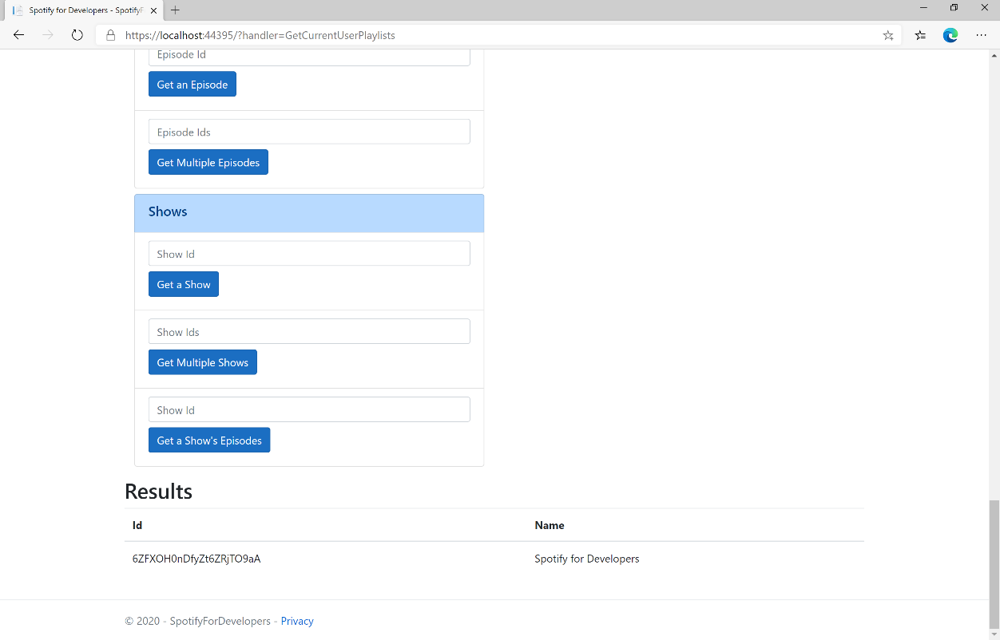 Spotify for Developers - SpotifyF
https://localhost:44395/?handler=GetCurrentUserPlaylists
Episode Id
Get an Episode
Episode Ids
Get Multiple Episodes
Shows
Show Id
Get a Show
Show Ids
Get Multiple Shows
Show Id
Get a Show's Episodes
Results
Id Name
6ZFXOH0nDfyZt6ZRjTO9aA Spotify for Developers
© 2020 - SpotifyForDevelopers - Privacy